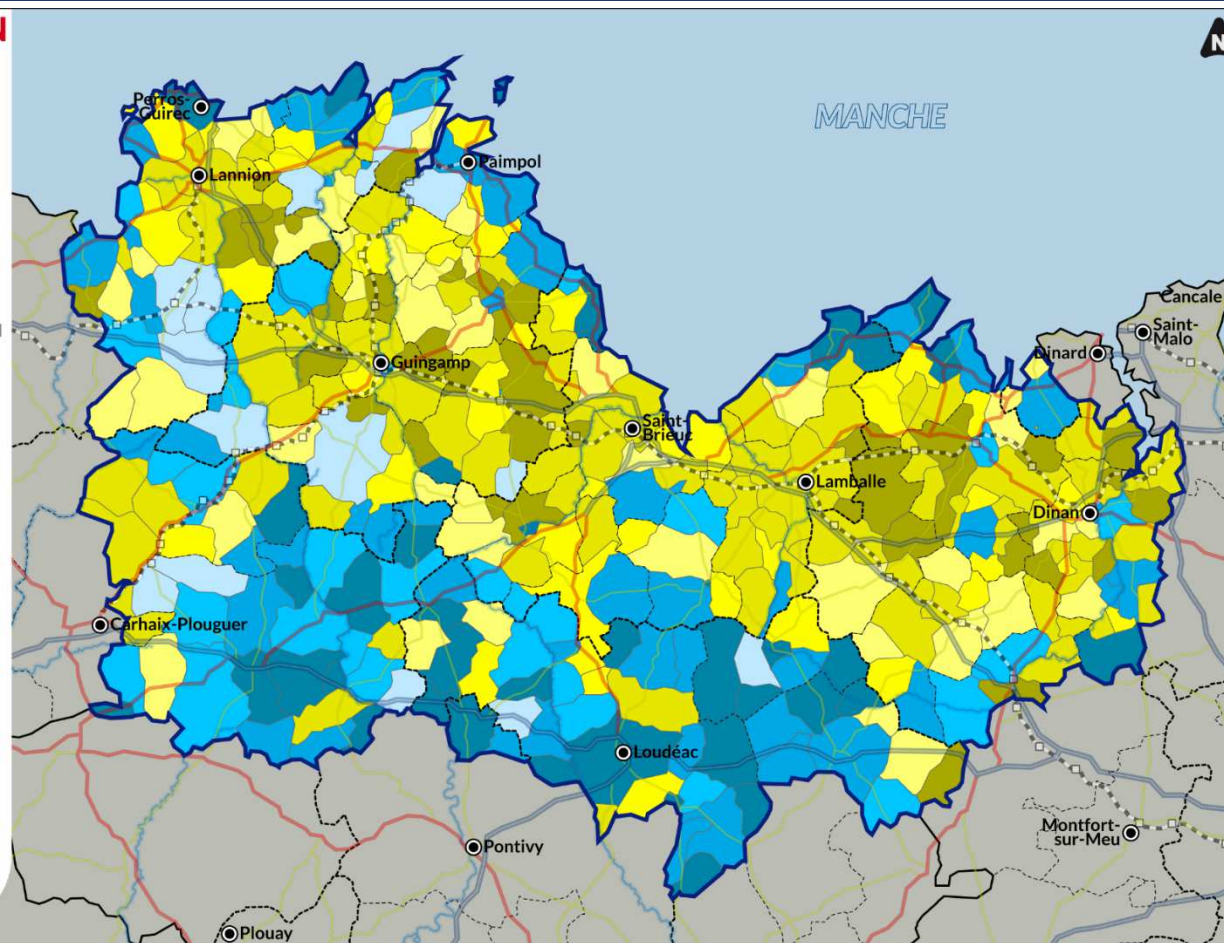 N
Perros-
Guirec
MANCHE
Paimpol
Lannion
Cancale
Saint-
Malo
Dinard
Guingamp
Saint-
Brieuc
Lamballe
Dinan
Carhaix-Plouguer
Loudéac
Montfort-
sur-Meu
Pontivy
Plouay